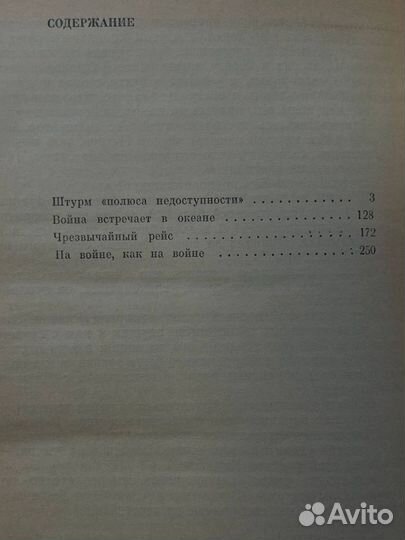 СОДЕРЖАНИЕ
Штурм «полюса недоступности» . . . . . . . . . . . . 3
Война встречает в океане . . . . . . . . . . . . . . 128
Чрезвычайный рейс . . . . . . . . . . . . . . . . . 172
На войне, как на войне . . . . . . . . . . . . . . . 250
Avito